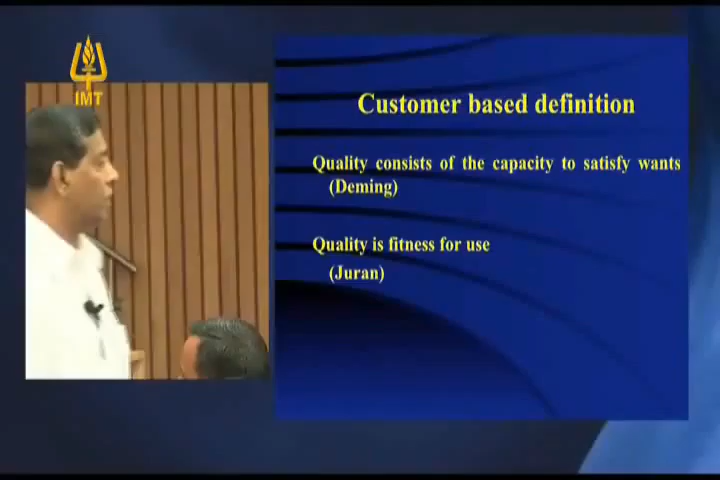 IMT
Customer based definition
Quality consists of the capacity to satisfy wants
(Deming)
Quality is fitness for use
(Juran)